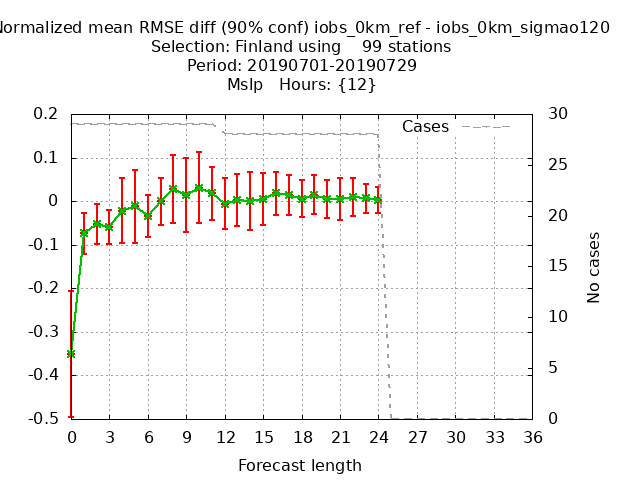 Normalized mean RMSE diff (90% conf) iobs_0km_ref - iobs_0km_sigmao120
Selection: Finland using 99 stations
Period: 20190701-20190729
Mslp Hours: {12}
Cases
0.2
0.1
0
-0.1
-0.2
-0.3
-0.4
-0.5
30
25
20
15
10
5
0
No cases
0 3 6 9 12 15 18 21 24 27 30 33 36
Forecast length